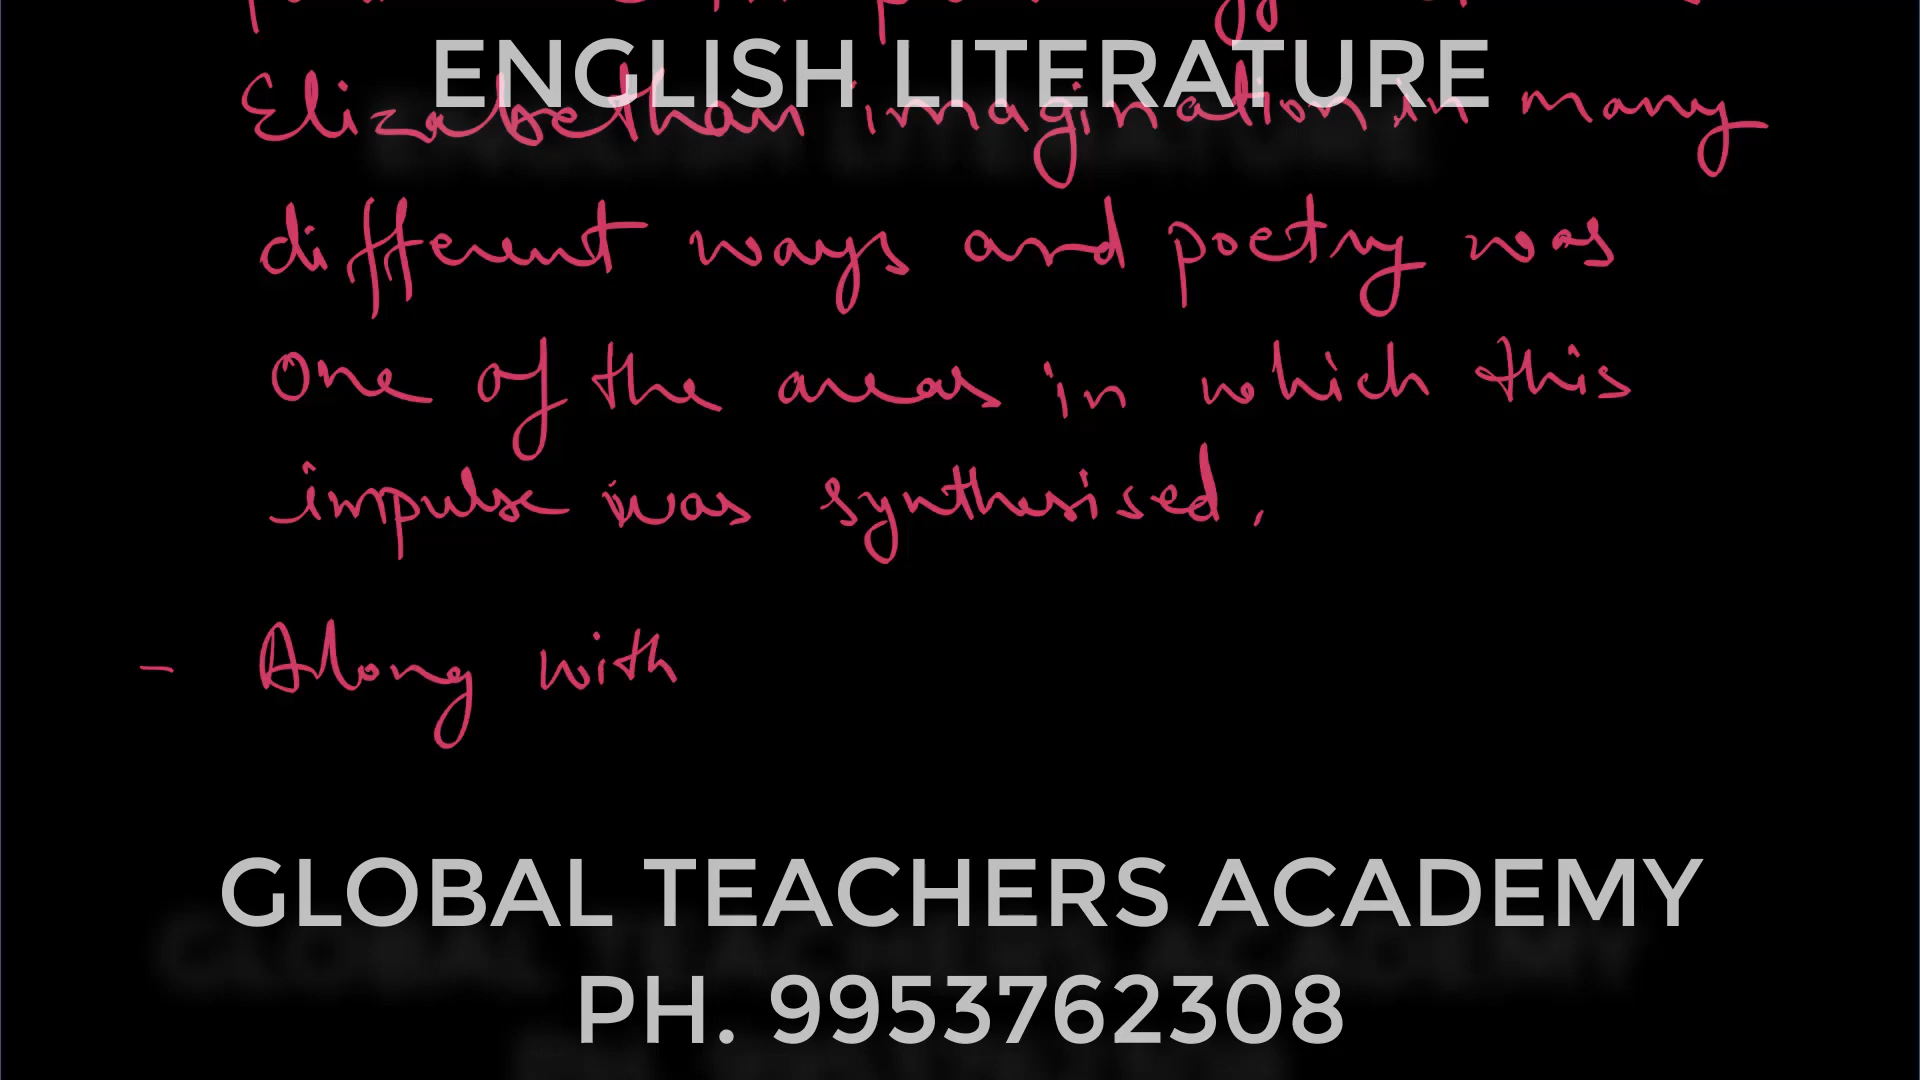 ENGLISH LITERATURE
Elizabethan imagination in many
different ways and poetry was
one of the areas in which this
impulse was synthesised.
- Along with
GLOBAL TEACHERS ACADEMY
PH. 9953762308